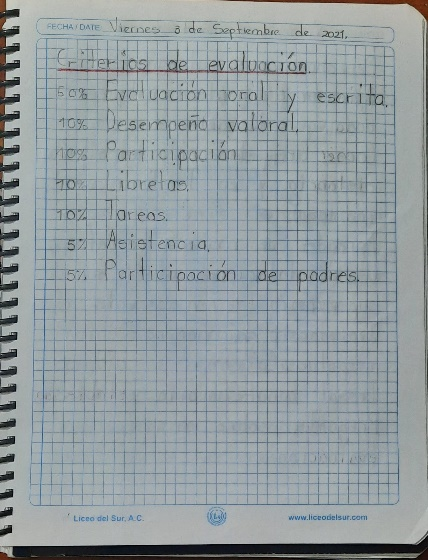 FECHA/DATE Viernes 3 de Septiembre de 2021.
Criterios de evaluación.
50% Evaluación oral y escrita.
10% Desempeño valoral.
10% Participación
10% Libretas.
10% Tareas.
5% Asistencia.
5% Participación de padres.
Liceo del Sur, A.C. www.liceodelsur.com